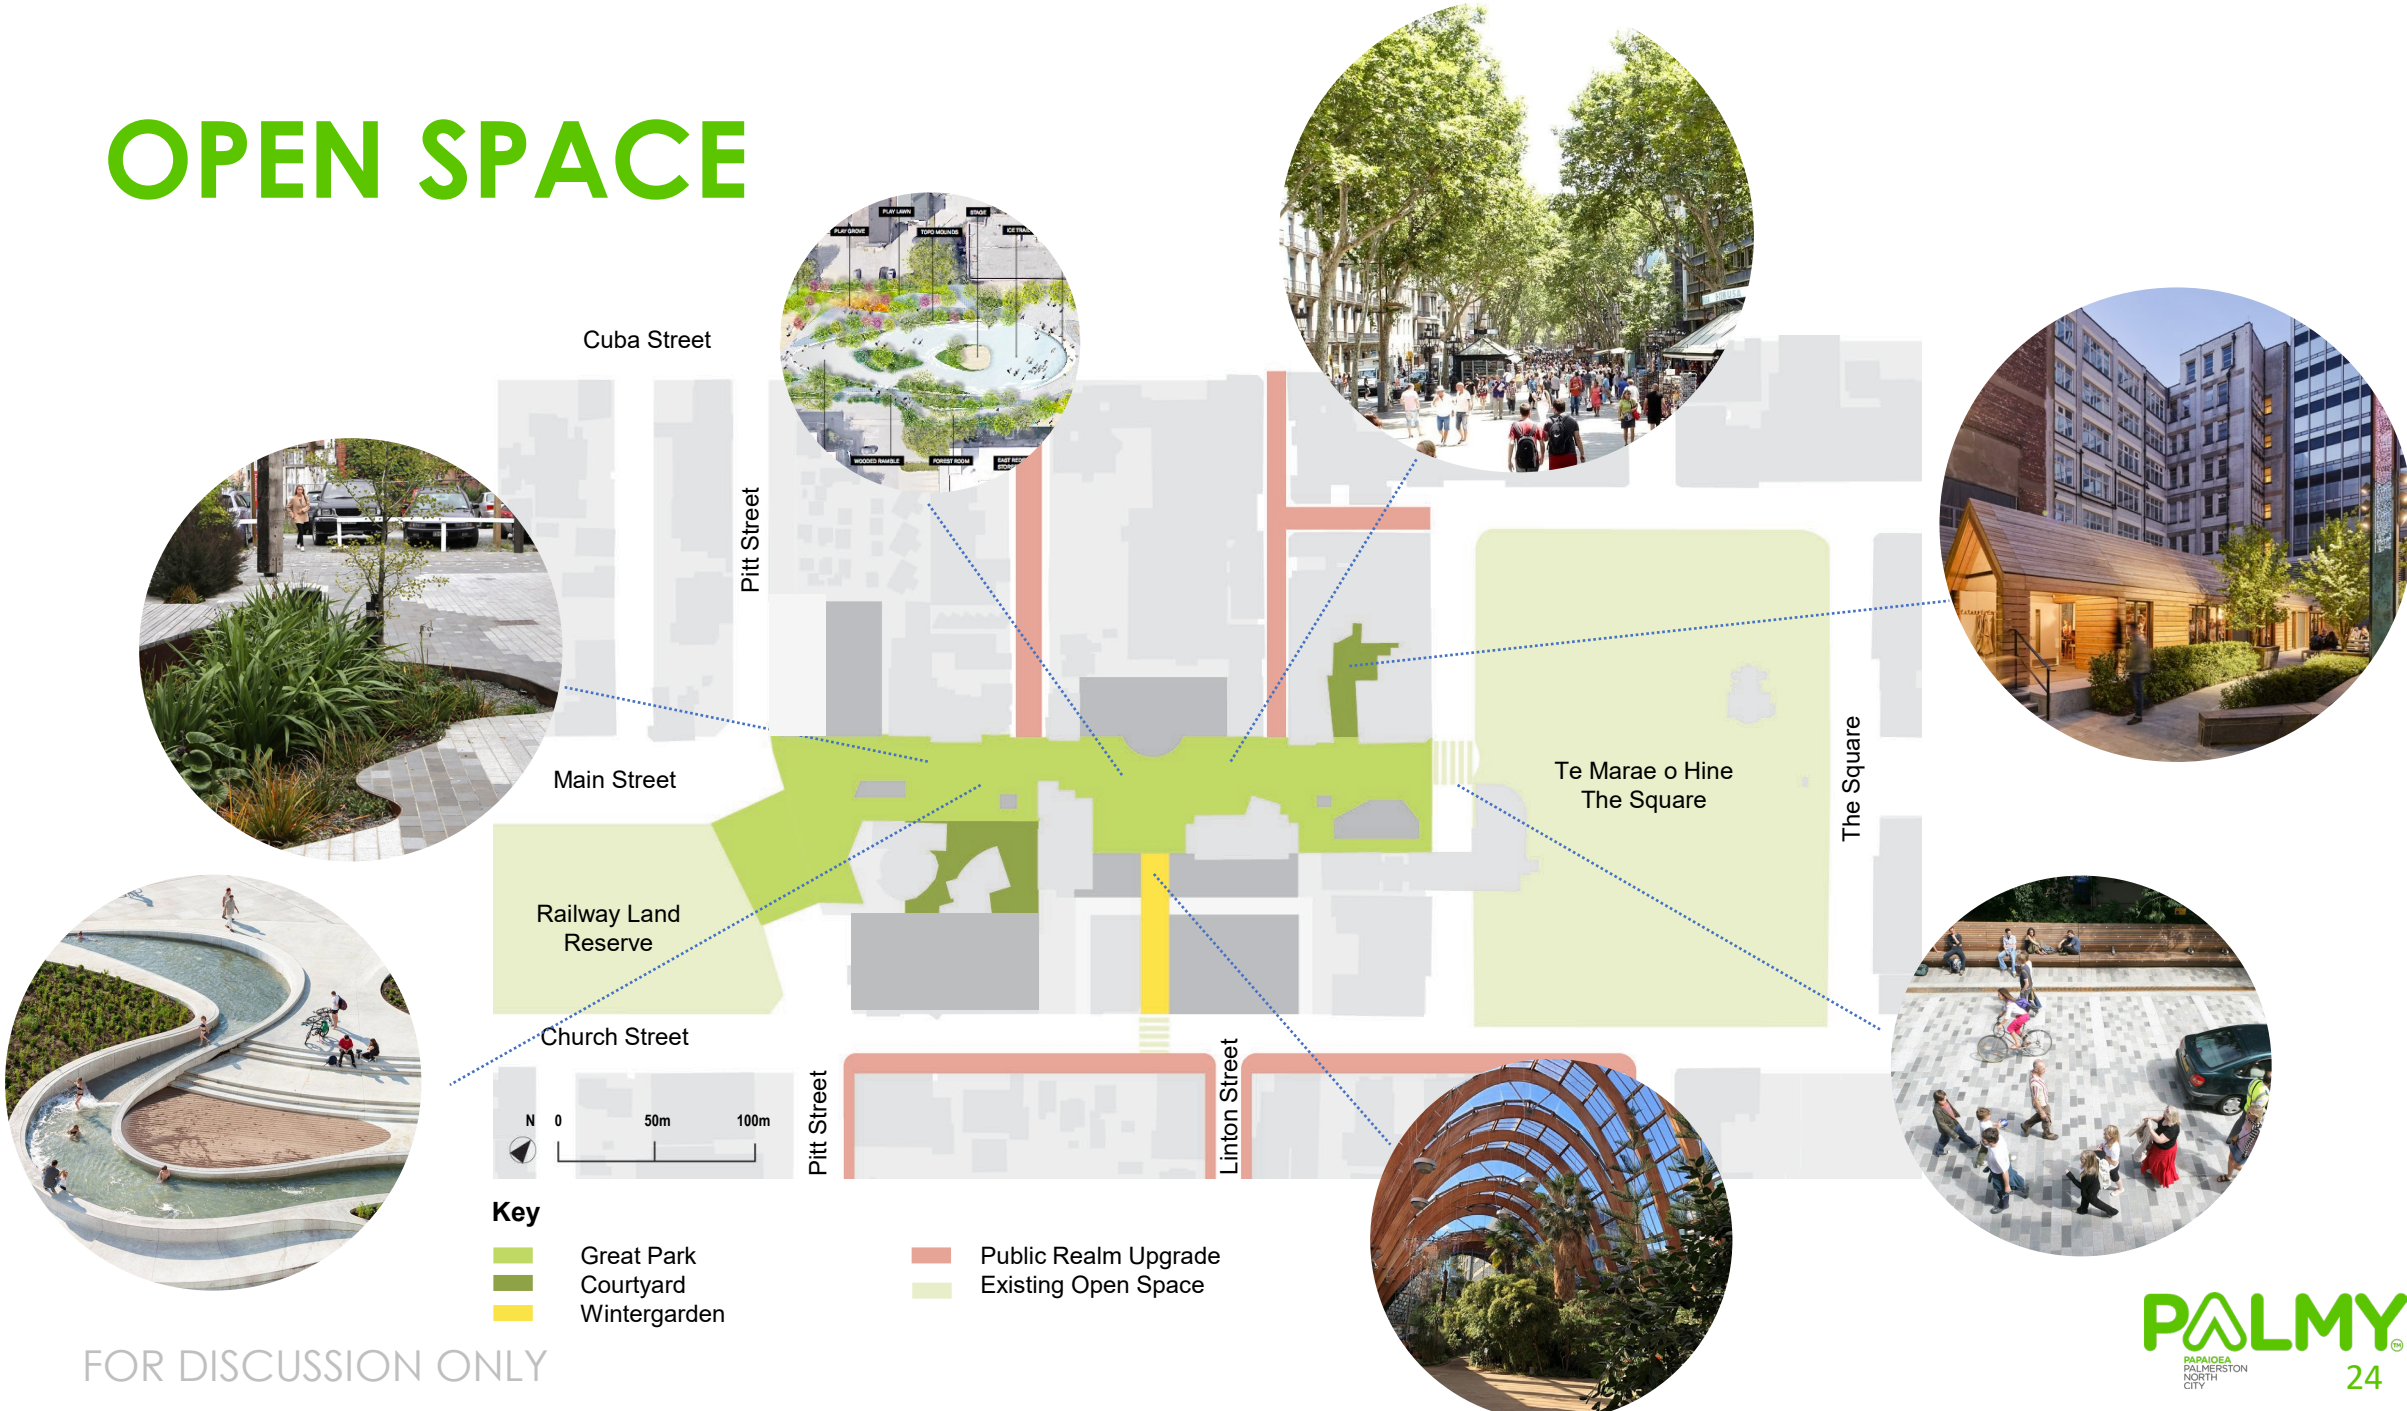 OPEN SPACE
PLAY LAWN
STAGE
PLAY GROVE
TOPO MOUNDS
Cuba Street
WOODED RAMBLE
FOREST ROOM
Pitt Street
Main Street
Te Marae o Hine
The Square
The Square
Railway Land
Reserve
Church Street
Pitt Street
Linton Street
N 0 50m 100m
Key
Great Park
Courtyard
Wintergarden
Public Realm Upgrade
Existing Open Space
FOR DISCUSSION ONLY
PALMY
PAPAIOEA
PALMERSTON
NORTH
CITY
24